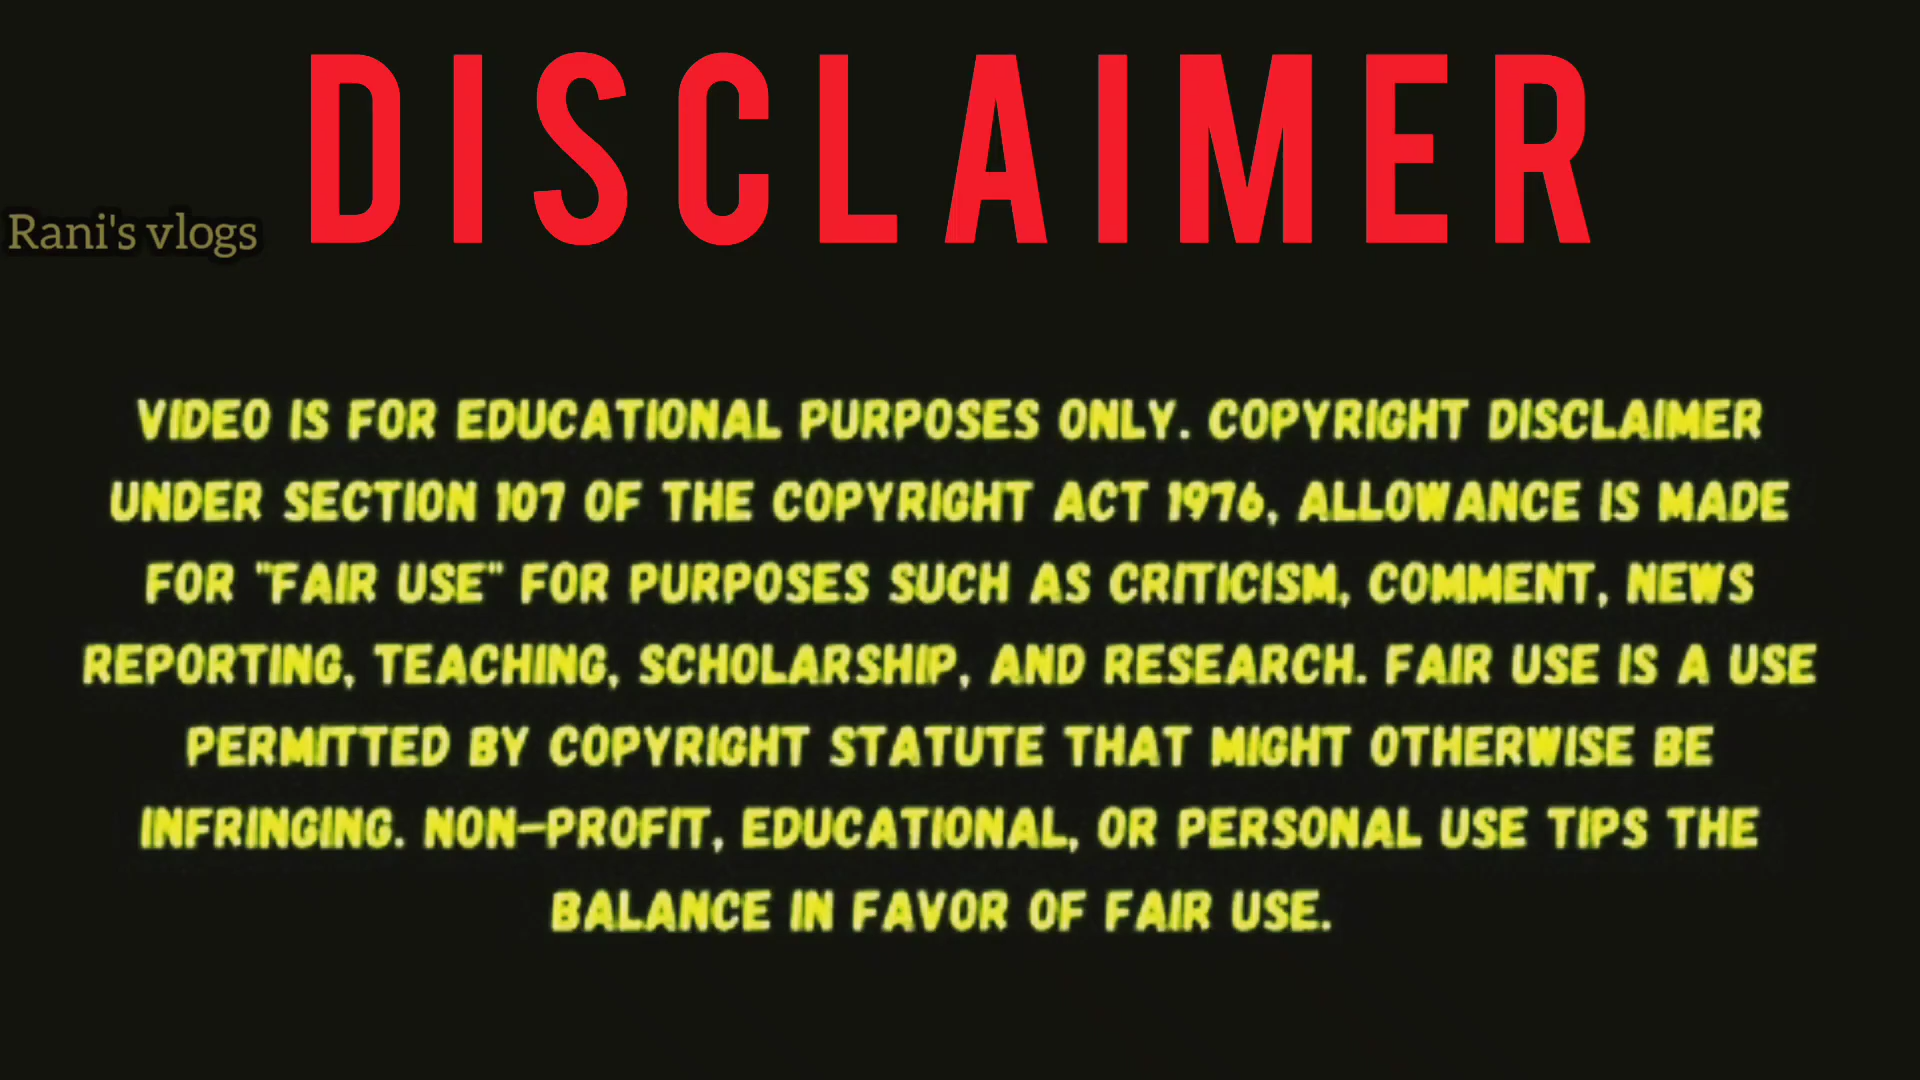 DISCLAIMER
Rani's vlogs
VIDEO IS FOR EDUCATIONAL PURPOSES ONLY. COPYRIGHT DISCLAIMER
UNDER SECTION 107 OF THE COPYRIGHT ACT 1976, ALLOWANCE IS MADE
FOR "FAIR USE" FOR PURPOSES SUCH AS CRITICISM, COMMENT, NEWS
REPORTING, TEACHING, SCHOLARSHIP, AND RESEARCH. FAIR USE IS A USE
PERMITTED BY COPYRIGHT STATUTE THAT MIGHT OTHERWISE BE
INFRINGING. NON-PROFIT, EDUCATIONAL, OR PERSONAL USE TIPS THE
BALANCE IN FAVOR OF FAIR USE.